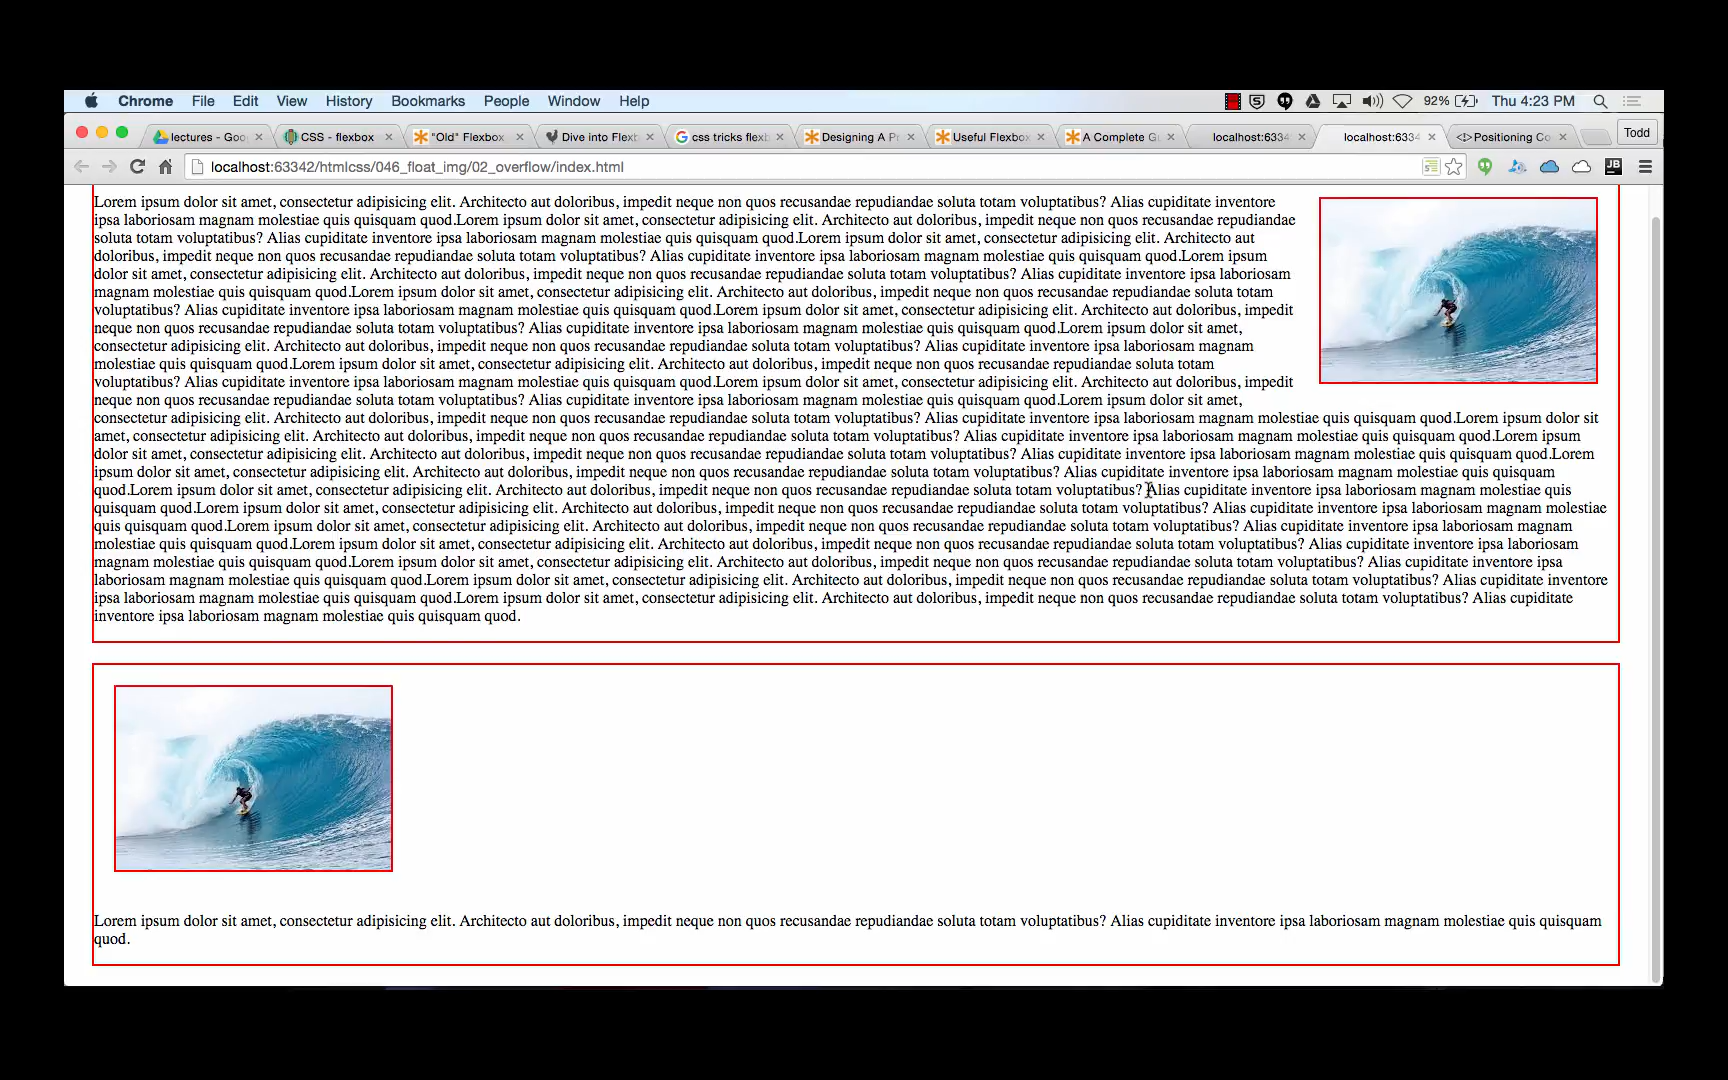 Chrome File Edit View History Bookmarks People Window Help 92% Thu 4:23 PM
lectures - Goo CSS - flexbox "Old" Flexbox Dive into Flexb css tricks flexb Designing A Pr Useful Flexbox A Complete Gu localhost:6334 localhost:6334 Positioning Co Todd
localhost:63342/htmlcss/046_float_img/02_overflow/index.html JB
Lorem ipsum dolor sit amet, consectetur adipisicing elit. Architecto aut doloribus, impedit neque non quos recusandae repudiandae soluta totam voluptatibus? Alias cupiditate inventore
ipsa laboriosam magnam molestiae quis quisquam quod.Lorem ipsum dolor sit amet, consectetur adipisicing elit. Architecto aut doloribus, impedit neque non quos recusandae repudiandae
soluta totam voluptatibus? Alias cupiditate inventore ipsa laboriosam magnam molestiae quis quisquam quod.Lorem ipsum dolor sit amet, consectetur adipisicing elit. Architecto aut
doloribus, impedit neque non quos recusandae repudiandae soluta totam voluptatibus? Alias cupiditate inventore ipsa laboriosam magnam molestiae quis quisquam quod.Lorem ipsum
dolor sit amet, consectetur adipisicing elit. Architecto aut doloribus, impedit neque non quos recusandae repudiandae soluta totam voluptatibus? Alias cupiditate inventore ipsa laboriosam
magnam molestiae quis quisquam quod.Lorem ipsum dolor sit amet, consectetur adipisicing elit. Architecto aut doloribus, impedit neque non quos recusandae repudiandae soluta totam
voluptatibus? Alias cupiditate inventore ipsa laboriosam magnam molestiae quis quisquam quod.Lorem ipsum dolor sit amet, consectetur adipisicing elit. Architecto aut doloribus, impedit
neque non quos recusandae repudiandae soluta totam voluptatibus? Alias cupiditate inventore ipsa laboriosam magnam molestiae quis quisquam quod.Lorem ipsum dolor sit amet,
consectetur adipisicing elit. Architecto aut doloribus, impedit neque non quos recusandae repudiandae soluta totam voluptatibus? Alias cupiditate inventore ipsa laboriosam magnam
molestiae quis quisquam quod.Lorem ipsum dolor sit amet, consectetur adipisicing elit. Architecto aut doloribus, impedit neque non quos recusandae repudiandae soluta totam
voluptatibus? Alias cupiditate inventore ipsa laboriosam magnam molestiae quis quisquam quod.Lorem ipsum dolor sit amet, consectetur adipisicing elit. Architecto aut doloribus, impedit
neque non quos recusandae repudiandae soluta totam voluptatibus? Alias cupiditate inventore ipsa laboriosam magnam molestiae quis quisquam quod.Lorem ipsum dolor sit amet,
consectetur adipisicing elit. Architecto aut doloribus, impedit neque non quos recusandae repudiandae soluta totam voluptatibus? Alias cupiditate inventore ipsa laboriosam magnam molestiae quis quisquam quod.Lorem ipsum dolor sit
amet, consectetur adipisicing elit. Architecto aut doloribus, impedit neque non quos recusandae repudiandae soluta totam voluptatibus? Alias cupiditate inventore ipsa laboriosam magnam molestiae quis quisquam quod.Lorem ipsum
dolor sit amet, consectetur adipisicing elit. Architecto aut doloribus, impedit neque non quos recusandae repudiandae soluta totam voluptatibus? Alias cupiditate inventore ipsa laboriosam magnam molestiae quis quisquam quod.Lorem
ipsum dolor sit amet, consectetur adipisicing elit. Architecto aut doloribus, impedit neque non quos recusandae repudiandae soluta totam voluptatibus? Alias cupiditate inventore ipsa laboriosam magnam molestiae quis quisquam
quod.Lorem ipsum dolor sit amet, consectetur adipisicing elit. Architecto aut doloribus, impedit neque non quos recusandae repudiandae soluta totam voluptatibus? Alias cupiditate inventore ipsa laboriosam magnam molestiae quis
quisquam quod.Lorem ipsum dolor sit amet, consectetur adipisicing elit. Architecto aut doloribus, impedit neque non quos recusandae repudiandae soluta totam voluptatibus? Alias cupiditate inventore ipsa laboriosam magnam molestiae
quis quisquam quod.Lorem ipsum dolor sit amet, consectetur adipisicing elit. Architecto aut doloribus, impedit neque non quos recusandae repudiandae soluta totam voluptatibus? Alias cupiditate inventore ipsa laboriosam magnam
molestiae quis quisquam quod.Lorem ipsum dolor sit amet, consectetur adipisicing elit. Architecto aut doloribus, impedit neque non quos recusandae repudiandae soluta totam voluptatibus? Alias cupiditate inventore ipsa laboriosam
magnam molestiae quis quisquam quod.Lorem ipsum dolor sit amet, consectetur adipisicing elit. Architecto aut doloribus, impedit neque non quos recusandae repudiandae soluta totam voluptatibus? Alias cupiditate inventore ipsa
laboriosam magnam molestiae quis quisquam quod.Lorem ipsum dolor sit amet, consectetur adipisicing elit. Architecto aut doloribus, impedit neque non quos recusandae repudiandae soluta totam voluptatibus? Alias cupiditate inventore
ipsa laboriosam magnam molestiae quis quisquam quod.Lorem ipsum dolor sit amet, consectetur adipisicing elit. Architecto aut doloribus, impedit neque non quos recusandae repudiandae soluta totam voluptatibus? Alias cupiditate
inventore ipsa laboriosam magnam molestiae quis quisquam quod.
Lorem ipsum dolor sit amet, consectetur adipisicing elit. Architecto aut doloribus, impedit neque non quos recusandae repudiandae soluta totam voluptatibus? Alias cupiditate inventore ipsa laboriosam magnam molestiae quis quisquam
quod.